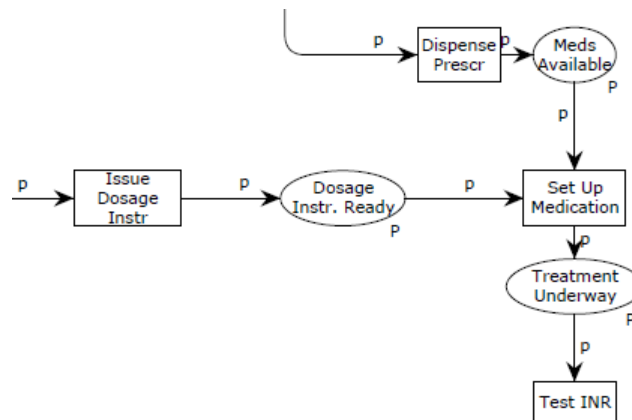 p
Dispense
Prescr
p
Meds
Available
P
p
p
Issue
Dosage
Instr
p
Dosage
Instr. Ready
P
p
Set Up
Medication
p
Treatment
Underway
P
p
Test INR